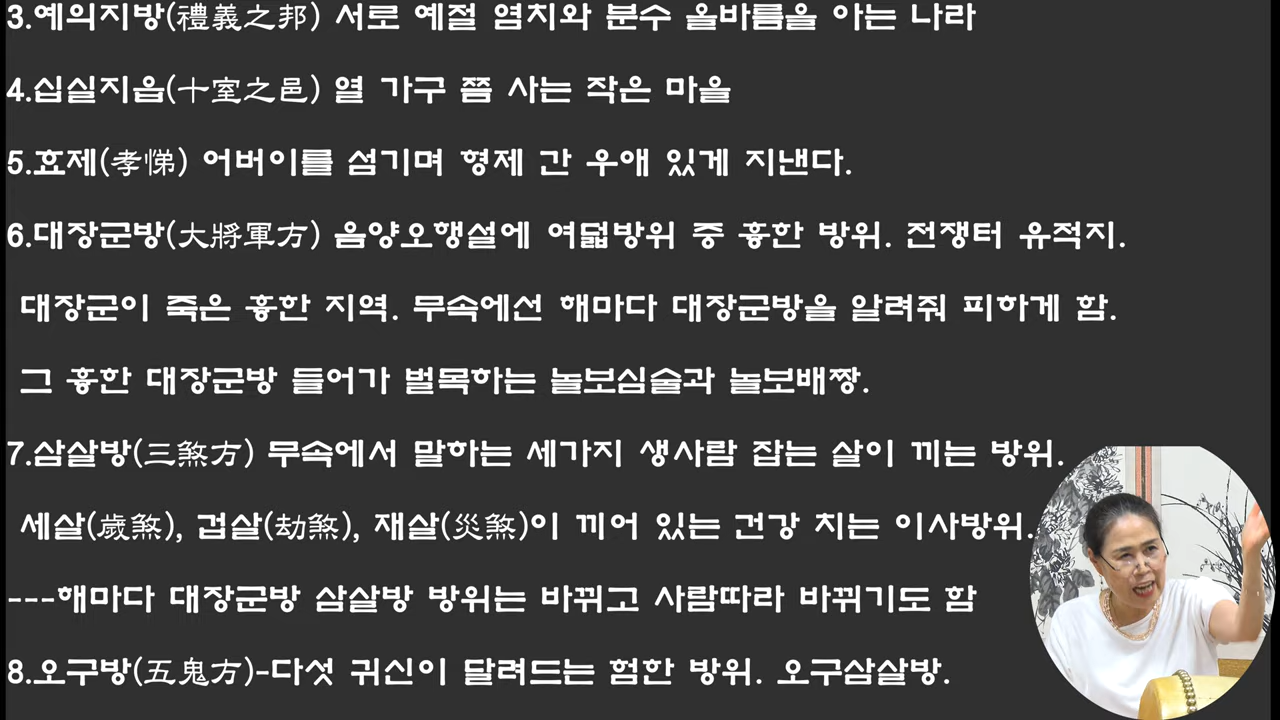 3.예의지방(禮義之邦) 서로 예절 염치와 분수 올바름을 아는 나라
4.십실지읍(十室之邑) 열 가구 쯤 사는 작은 마을
5.효제(孝悌) 어버이를 섬기며 형제 간 우애 있게 지낸다.
6.대장군방(大將軍方) 음양오행설에 여덟방위 중 흉한 방위. 전쟁터 유적지.
대장군이 죽은 흉한 지역. 무속에선 해마다 대장군방을 알려줘 피하게 함.
그 흉한 대장군방 들어가 벌목하는 놀보심술과 놀보배짱.
7.삼살방(三煞方) 무속에서 말하는 세가지 생사람 잡는 살이 끼는 방위.
세살(歲煞), 겁살(劫煞), 재살(災煞)이 끼어 있는 건강 치는 이사방위.
---해마다 대장군방 삼살방 방위는 바뀌고 사람따라 바뀌기도 함
8.오구방(五鬼方)-다섯 귀신이 달려드는 험한 방위. 오구삼살방.